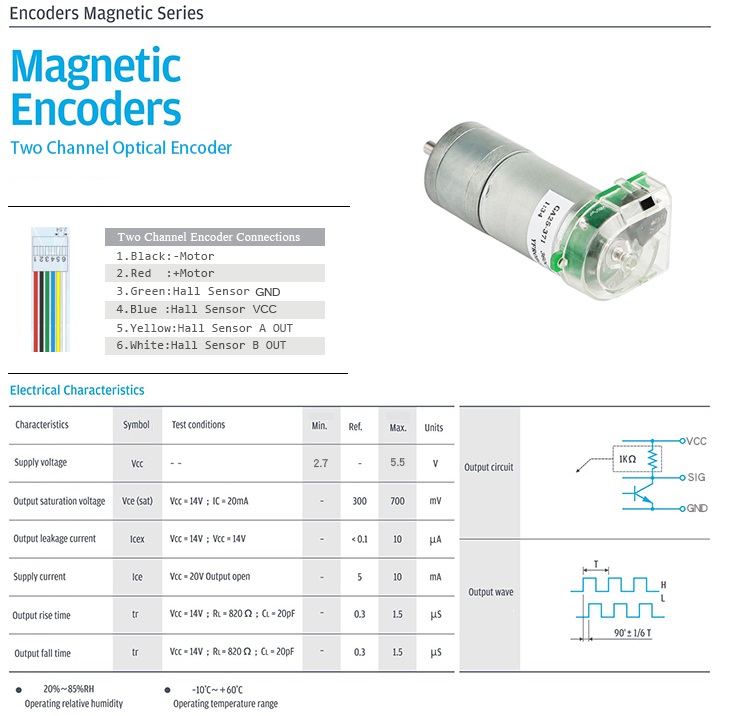 Encoders Magnetic Series
Magnetic
Encoders
Two Channel Optical Encoder
GA25-371
1:34
2.54
654321
Two Channel Encoder Connections
1.Black:-Motor
2.Red :+Motor
3.Green:Hall Sensor GND
4.Blue :Hall Sensor VCC
5.Yellow:Hall Sensor A OUT
6.White:Hall Sensor B OUT
Electrical Characteristics
Characteristics Symbol Test conditions Min. Ref. Max. Units
Supply voltage Vcc -- 2.7 - 5.5 V
Output saturation voltage Vce (sat) Vcc = 14V ; IC = 20mA - 300 700 mV
Output leakage current Icex Vcc = 14V ; Vcc = 14V - < 0.1 10 μA
Supply current Ice Vcc = 20V Output open - 5 10 mA
Output rise time tr Vcc = 14V ; RL = 820 Ω ; CL = 20pF - 0.3 1.5 μS
Output fall time tr Vcc = 14V ; RL = 820 Ω ; CL = 20pF - 0.3 1.5 μS
Output circuit
VCC
1KΩ
SIG
GND
Output wave
T
H
L
90°± 1/6 T
● 20%~85%RH
Operating relative humidity
● -10℃~ +60℃
Operating temperature range